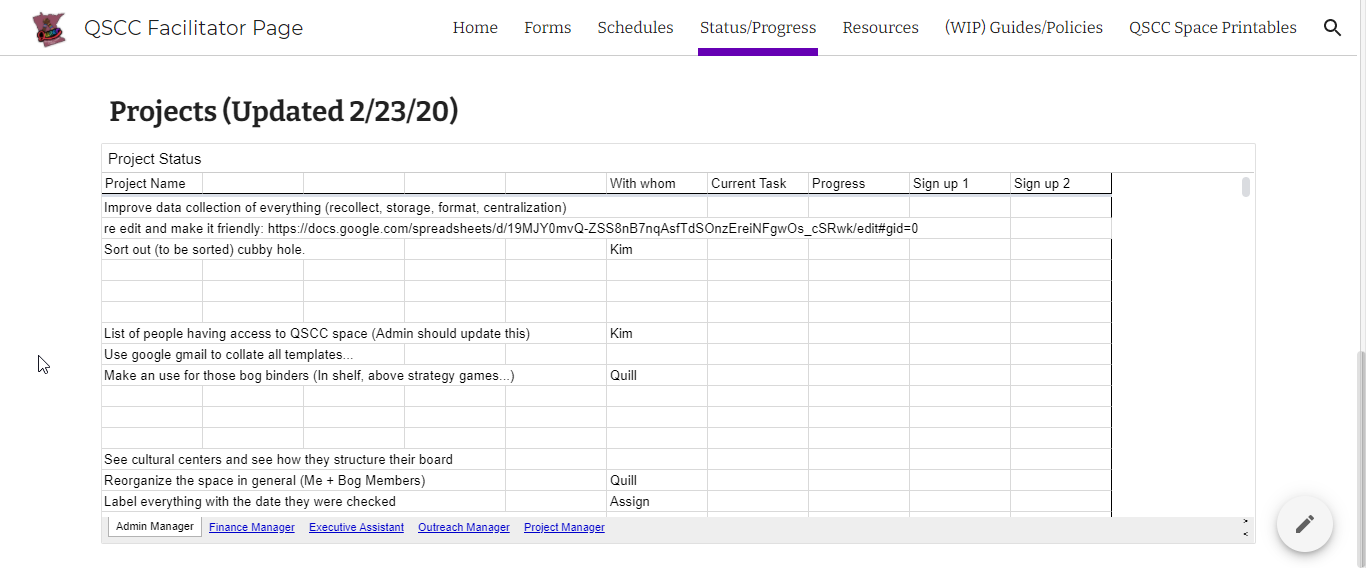 QSCC Facilitator Page
Home Forms Schedules Status/Progress Resources (WIP) Guides/Policies QSCC Space Printables
Projects (Updated 2/23/20)
Project Status
Project Name With whom Current Task Progress Sign up 1 Sign up 2
Improve data collection of everything (recollect, storage, format, centralization)
re edit and make it friendly: https://docs.google.com/spreadsheets/d/19MJY0mvQ-ZSS8nB7nqAsfTdSOnzEreiNFgwOs_cSRwk/edit#gid=0
Sort out (to be sorted) cubby hole. Kim
List of people having access to QSCC space (Admin should update this) Kim
Use google gmail to collate all templates...
Make an use for those bog binders (In shelf, above strategy games...) Quill
See cultural centers and see how they structure their board
Reorganize the space in general (Me + Bog Members) Quill
Label everything with the date they were checked Assign
Admin Manager Finance Manager Executive Assistant Outreach Manager Project Manager